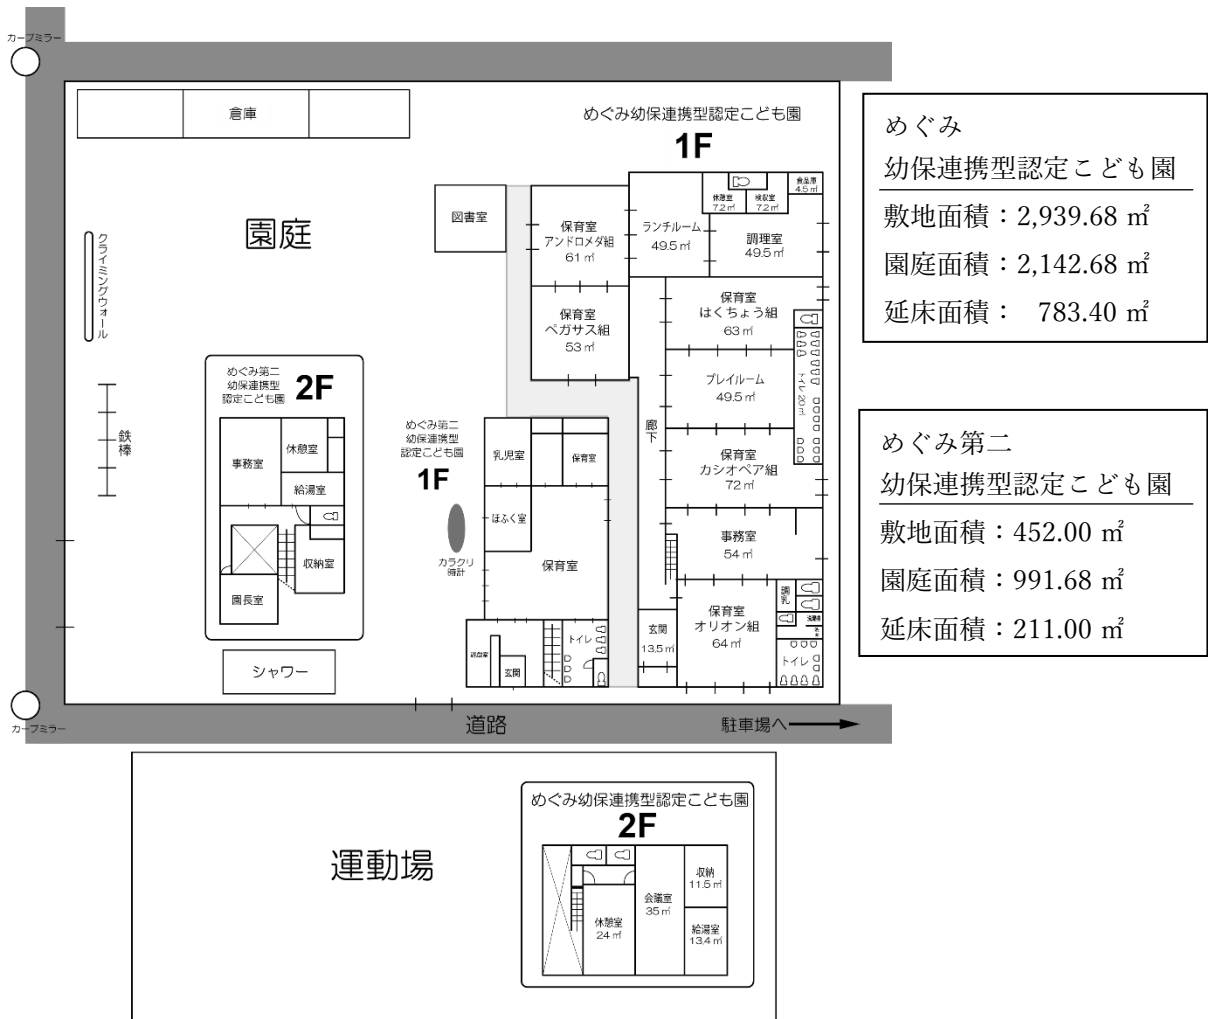 カーブミラー
倉庫
園庭
クライミングウォール
鉄棒
めぐみ幼保連携型認定こども園
1F
図書室
保育室
アンドロメダ組
61㎡
保育室
ペガサス組
53㎡
ランチルーム
49.5㎡
休憩室
7.2㎡
検収室
7.2㎡
食品庫
4.5㎡
調理室
49.5㎡
保育室
はくちょう組
63㎡
プレイルーム
49.5㎡
トイレ20㎡
廊下
保育室
カシオペア組
72㎡
事務室
54㎡
玄関
13.5㎡
保育室
オリオン組
64㎡
調乳
トイレ
めぐみ第二
幼保連携型
認定こども園
2F
事務室
休憩室
給湯室
収納室
園長室
シャワー
めぐみ第二
幼保連携型
認定こども園
1F
カラクリ
時計
乳児室
保育室
ほふく室
保育室
玄関
トイレ
カーブミラー
道路
駐車場へ
運動場
めぐみ幼保連携型認定こども園
2F
休憩室
24㎡
会議室
35㎡
収納
11.5㎡
給湯室
13.4㎡
めぐみ
幼保連携型認定こども園
敷地面積：2,939.68 ㎡
園庭面積：2,142.68 ㎡
延床面積： 783.40 ㎡
めぐみ第二
幼保連携型認定こども園
敷地面積：452.00 ㎡
園庭面積：991.68 ㎡
延床面積：211.00 ㎡